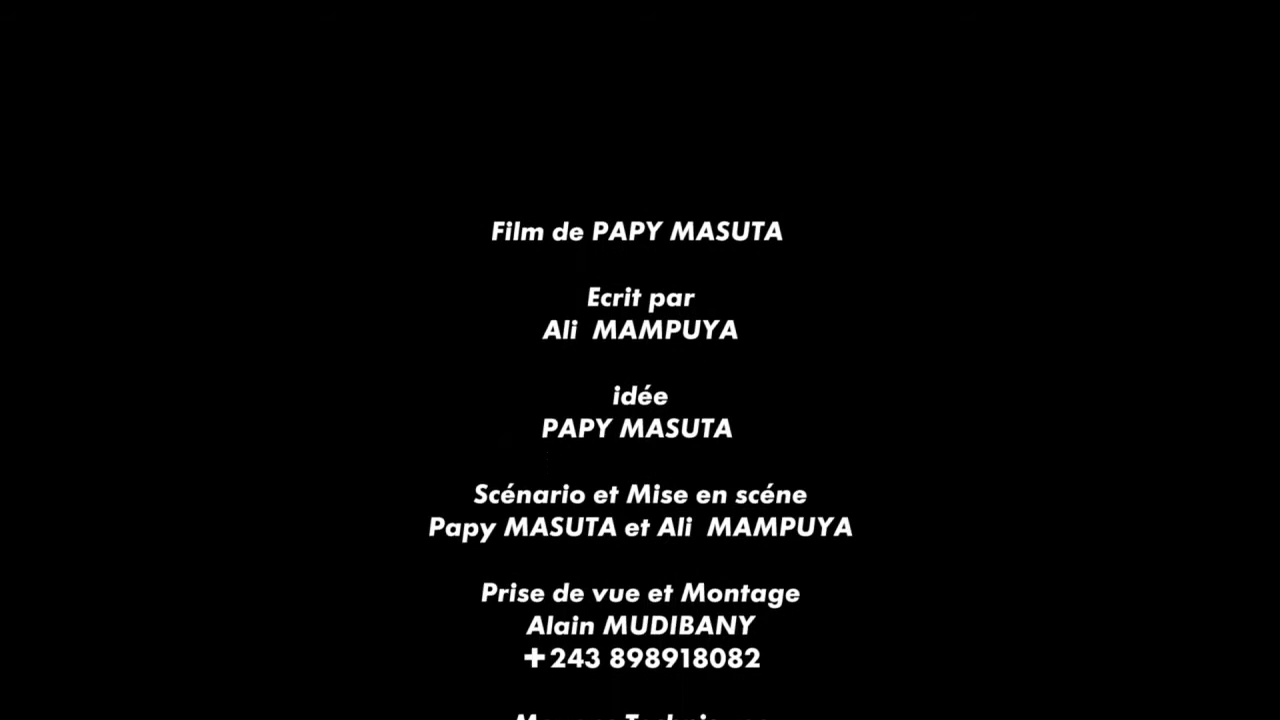 Film de PAPY MASUTA
Ecrit par
Ali MAMPUYA
idée
PAPY MASUTA
Scénario et Mise en scéne
Papy MASUTA et Ali MAMPUYA
Prise de vue et Montage
Alain MUDIBANY
+243 898918082